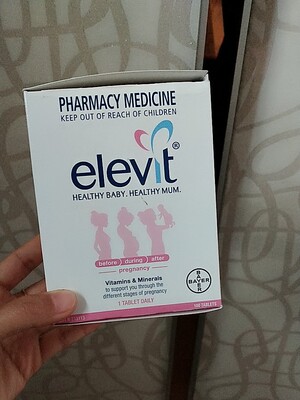 PHARMACY MEDICINE
KEEP OUT OF REACH OF CHILDREN
elevit®
HEALTHY BABY. HEALTHY MUM.
before during after
pregnancy
Vitamins & Minerals
to support you through the
different stages of pregnancy
1 TABLET DAILY
100 TABLETS
BAYER
BAYER